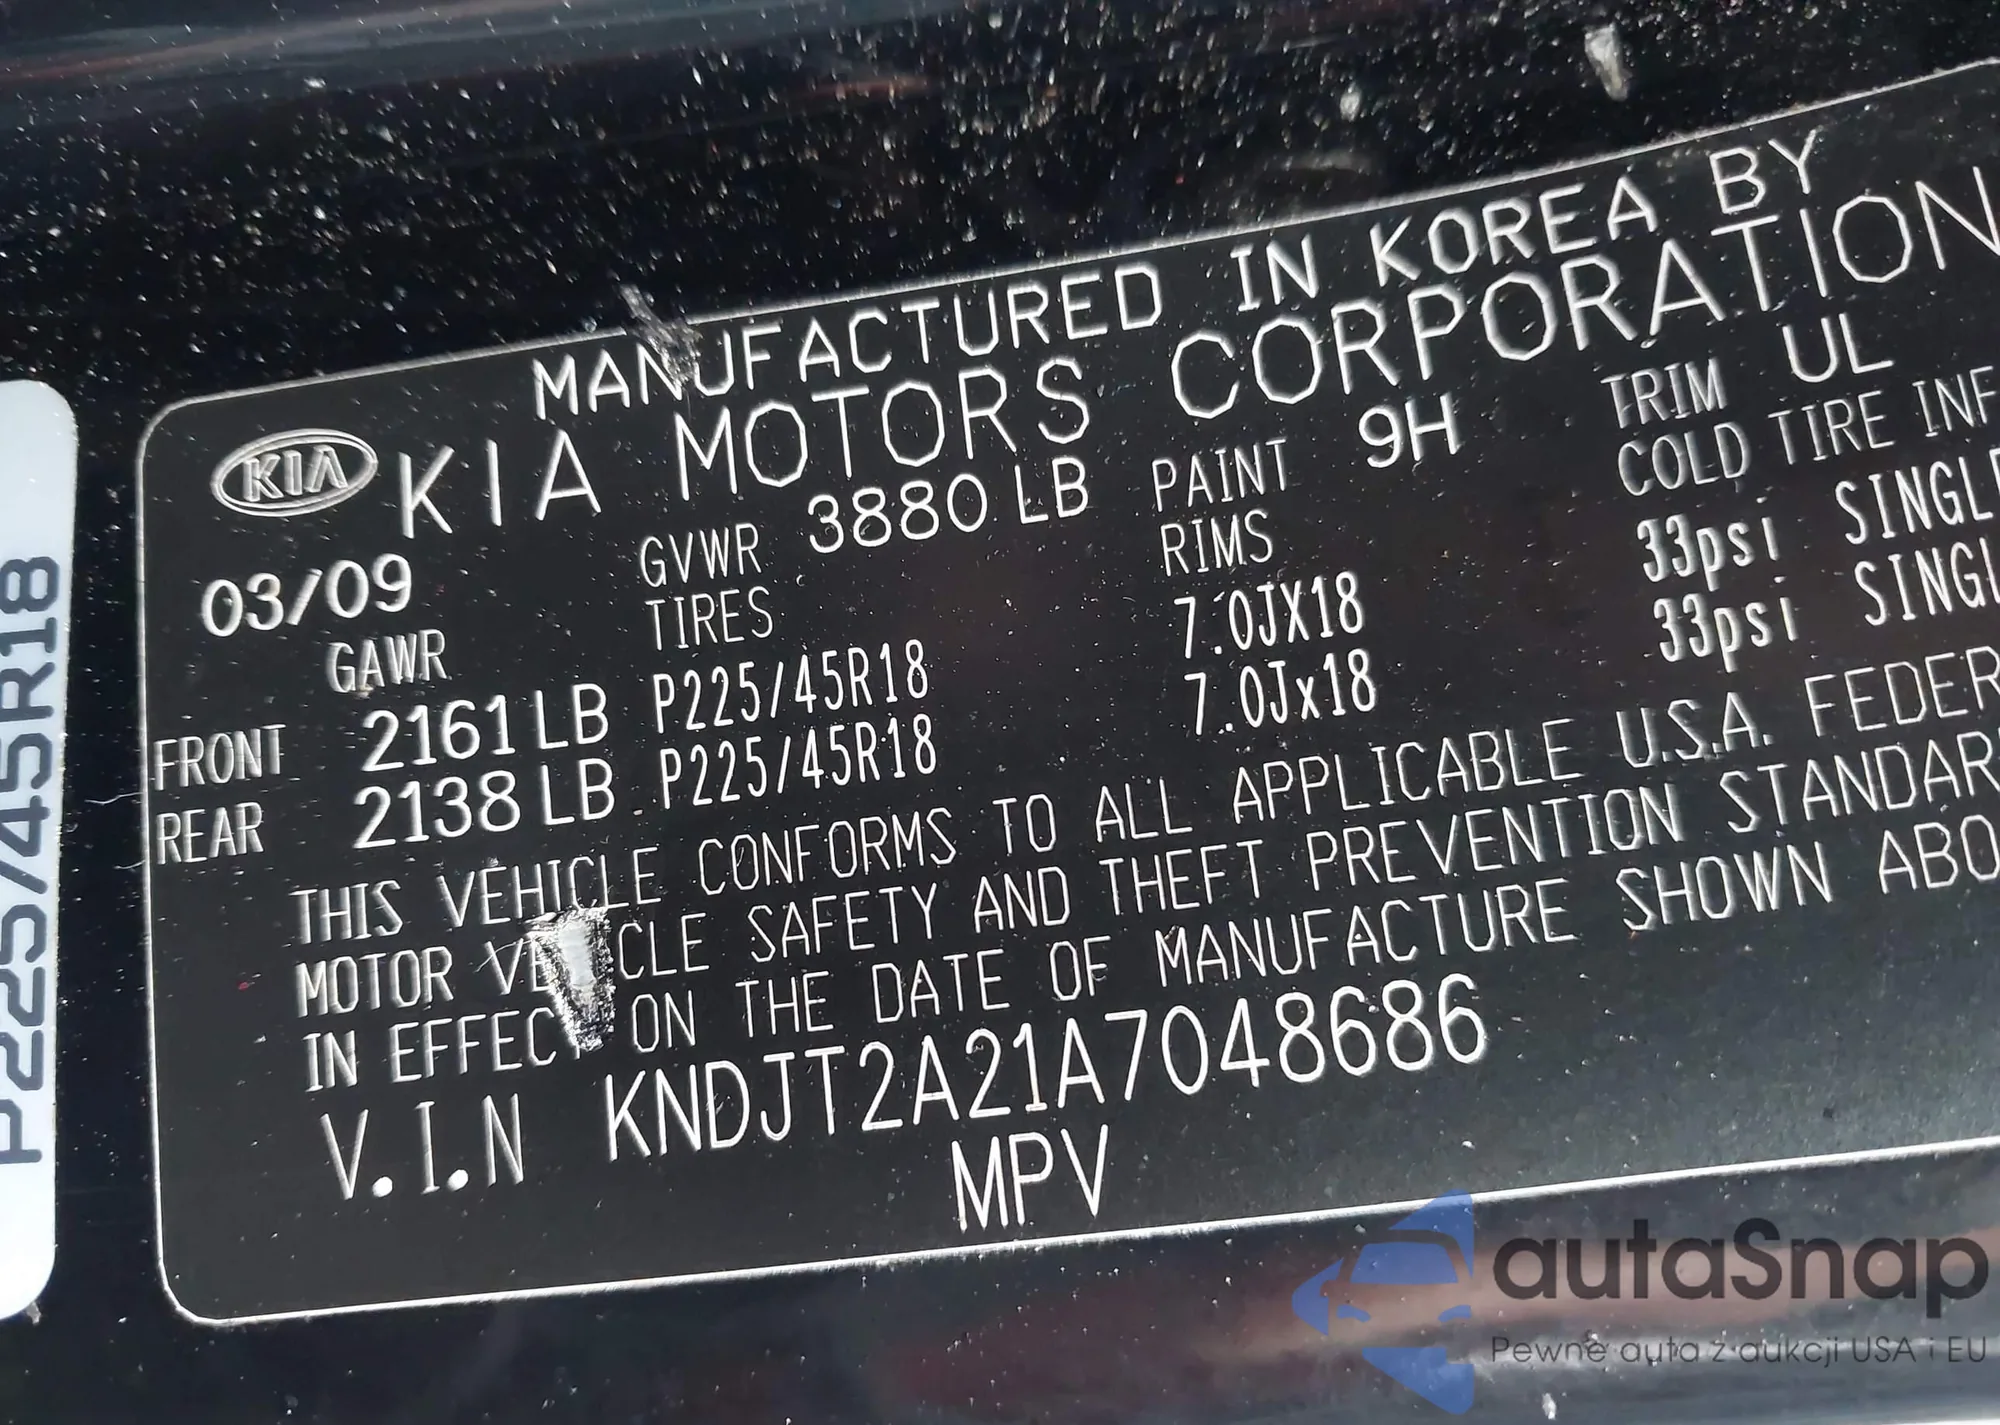 MANUFACTURED IN KOREA BY
KIA KIA MOTORS CORPORATION
03/09 GVWR 3880 LB PAINT 9H TRIM UL
GAWR TIRES RIMS COLD TIRE INF
FRONT 2161 LB P225/45R18 7.0JX18 33psi SINGLE
REAR 2138 LB P225/45R18 7.0Jx18 33psi SINGL
THIS VEHICLE CONFORMS TO ALL APPLICABLE U.S.A. FEDER
MOTOR VEHICLE SAFETY AND THEFT PREVENTION STANDAR
IN EFFECT ON THE DATE OF MANUFACTURE SHOWN ABO
V.I.N KNDJT2A21A7048686
MPV
P225/45R18
autaSnap
Pewne auta z aukcji USA i EU